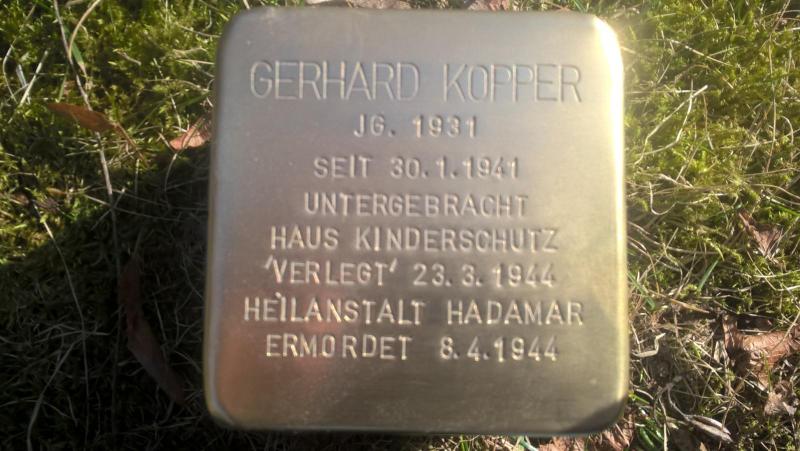 GERHARD KOPPER
JG. 1931
SEIT 30.1.1941
UNTERGEBRACHT
HAUS KINDERSCHUTZ
'VERLEGT' 23.3.1944
HEILANSTALT HADAMAR
ERMORDET 8.4.1944